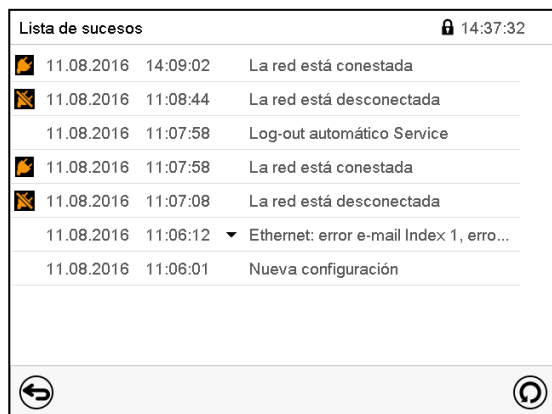 Lista de sucesos 14:37:32
11.08.2016 14:09:02 La red está conestada
11.08.2016 11:08:44 La red está desconectada
11.08.2016 11:07:58 Log-out automático Service
11.08.2016 11:07:58 La red está conestada
11.08.2016 11:07:08 La red está desconectada
11.08.2016 11:06:12 Ethernet: error e-mail Index 1, erro...
11.08.2016 11:06:01 Nueva configuración